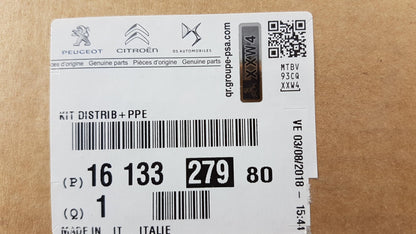 PEUGEOT
CITROËN
DS AUTOMOBILES
Pièces d'origine Genuine parts Pièces d'origine Genuine parts
qr.groupe-psa.com
XXW4
MTBV
93CQ
XXW4
KIT DISTRIB+PPE
(P) 16 133 279 80
(Q) 1
MADE IN IT ITALIE
VE 03/08/2018 - 15:41